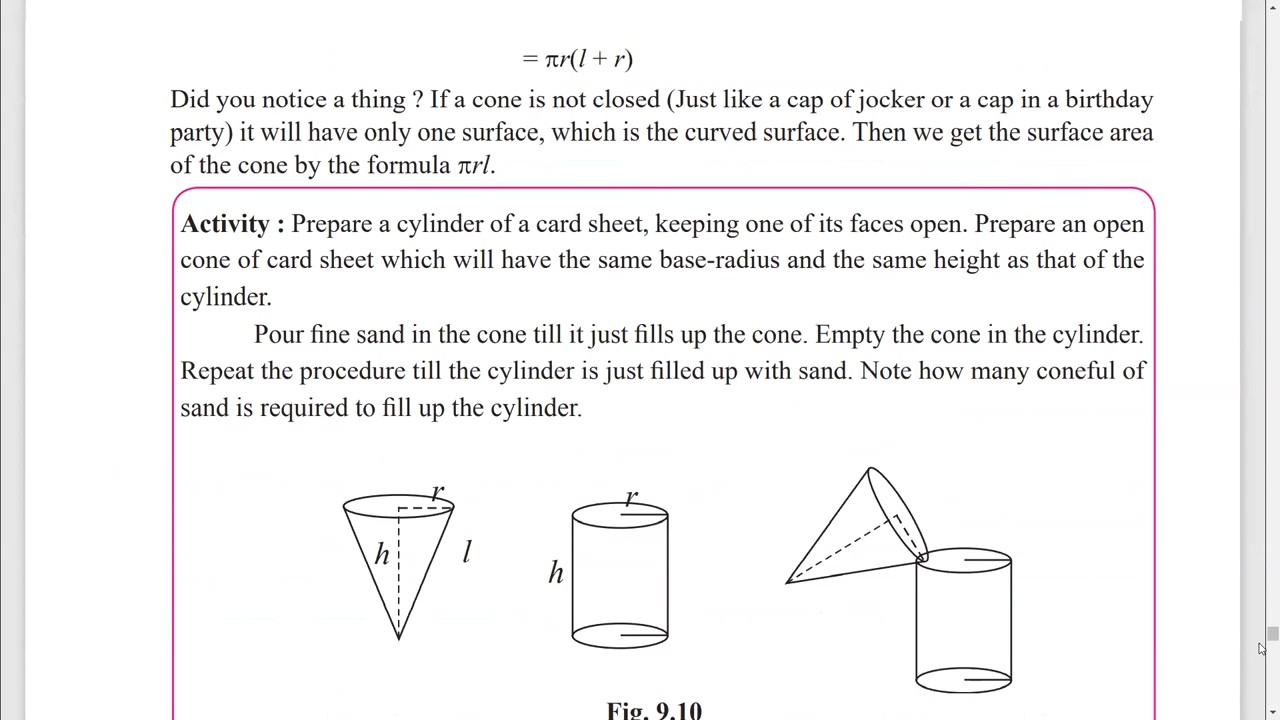 = πr(l + r)
Did you notice a thing ? If a cone is not closed (Just like a cap of jocker or a cap in a birthday
party) it will have only one surface, which is the curved surface. Then we get the surface area
of the cone by the formula πrl.
Activity : Prepare a cylinder of a card sheet, keeping one of its faces open. Prepare an open
cone of card sheet which will have the same base-radius and the same height as that of the
cylinder.
Pour fine sand in the cone till it just fills up the cone. Empty the cone in the cylinder.
Repeat the procedure till the cylinder is just filled up with sand. Note how many coneful of
sand is required to fill up the cylinder.
r
h
l
r
h
Fig. 9.10